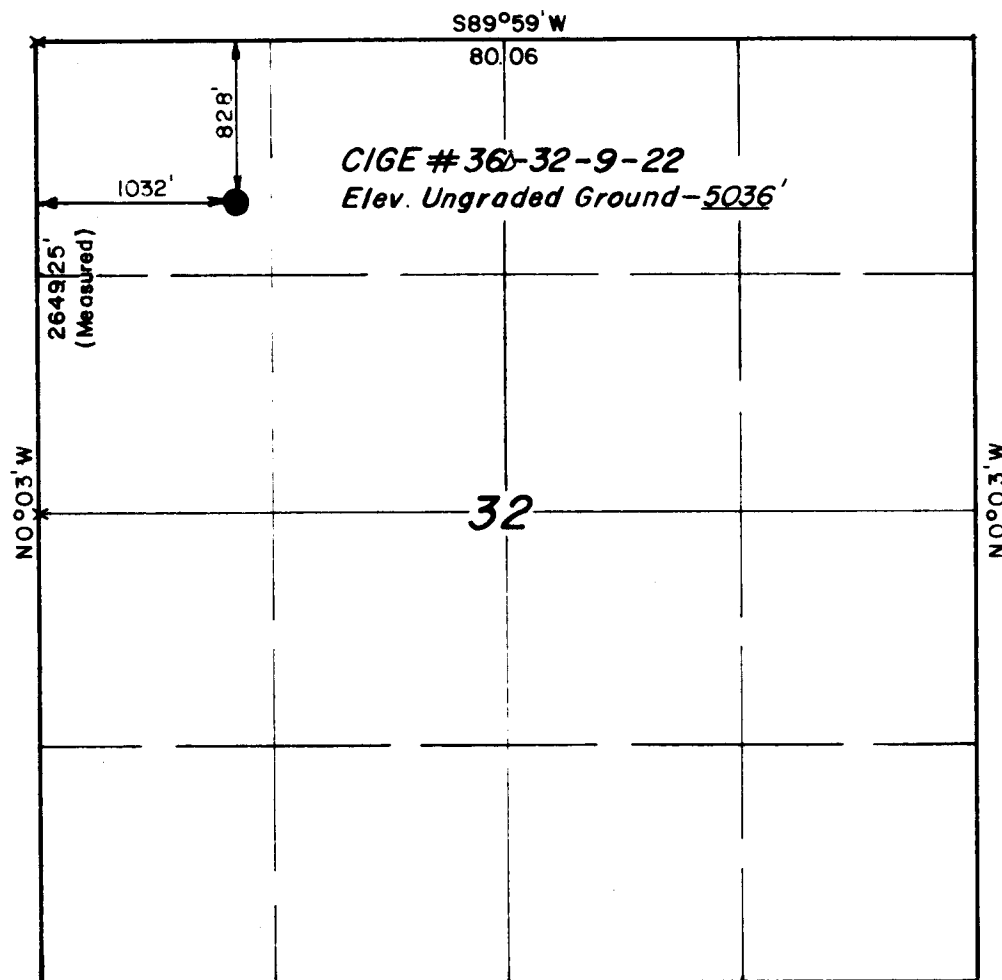 S89°59'W
80.06
828'
CIGE # 36D-32-9-22
1032'
Elev. Ungraded Ground-5036'
2649.25'
(Measured)
N0°03'W
32
N0°03'W